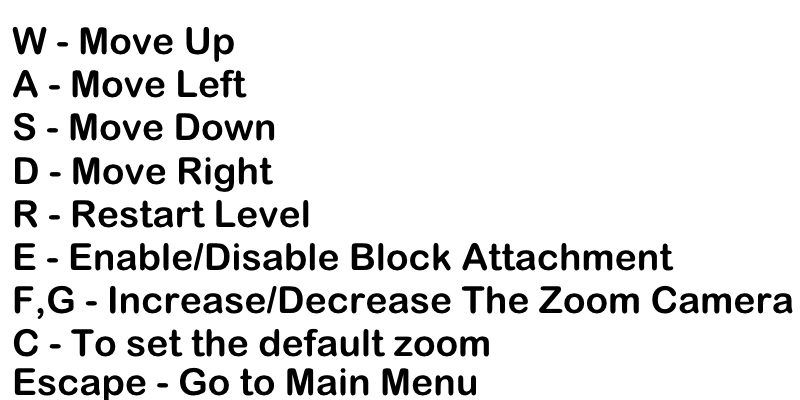 W - Move Up
A - Move Left
S - Move Down
D - Move Right
R - Restart Level
E - Enable/Disable Block Attachment
F,G - Increase/Decrease The Zoom Camera
C - To set the default zoom
Escape - Go to Main Menu